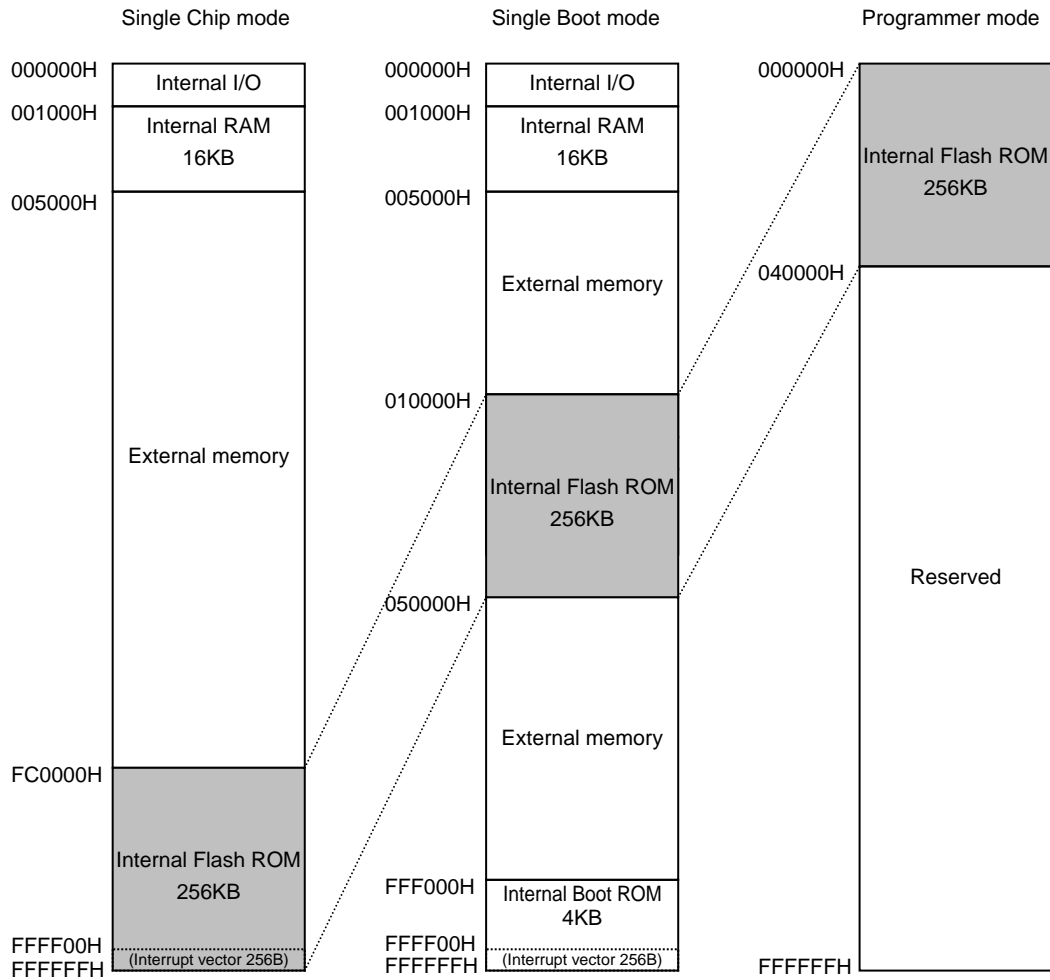 Single Chip mode
000000H
Internal I/O
001000H
Internal RAM
16KB
005000H
External memory
FC0000H
Internal Flash ROM
256KB
FFFF00H
(Interrupt vector 256B)
FFFFFFH
Single Boot mode
000000H
Internal I/O
001000H
Internal RAM
16KB
005000H
External memory
010000H
Internal Flash ROM
256KB
050000H
External memory
FFF000H
Internal Boot ROM
4KB
FFFF00H
(Interrupt vector 256B)
FFFFFFH
Programmer mode
000000H
Internal Flash ROM
256KB
040000H
Reserved
FFFFFFH